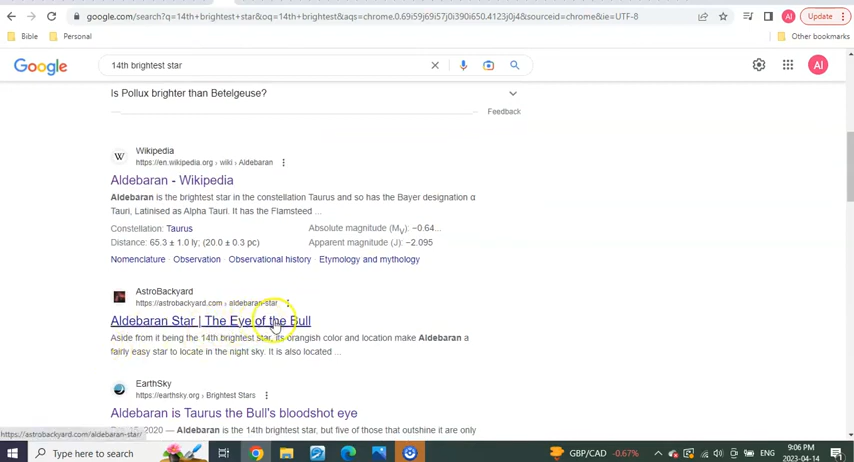 google.com/search?q=14th+brightest+star&oq=14th+brightest&aqs=chrome.0.69i59j69i57j0i390i650.4123j0j4&sourceid=chrome&ie=UTF-8
Update
Bible
Personal
Other bookmarks
Google
14th brightest star
AI
Is Pollux brighter than Betelgeuse?
Feedback
W
Wikipedia
https://en.wikipedia.org › wiki › Aldebaran
Aldebaran - Wikipedia
Aldebaran is the brightest star in the constellation Taurus and so has the Bayer designation α
Tauri, Latinised as Alpha Tauri. It has the Flamsteed ...
Constellation: Taurus
Absolute magnitude (MV): −0.64...
Distance: 65.3 ± 1.0 ly; (20.0 ± 0.3 pc)
Apparent magnitude (J): −2.095
Nomenclature · Observation · Observational history · Etymology and mythology
AstroBackyard
https://astrobackyard.com › aldebaran-star
Aldebaran Star | The Eye of the Bull
Aside from it being the 14th brightest star, its orangish color and location make Aldebaran a
fairly easy star to locate in the night sky. It is also located ...
EarthSky
https://earthsky.org › Brightest Stars
Aldebaran is Taurus the Bull's bloodshot eye
2020 — Aldebaran is the 14th brightest star, but five of those that outshine it are only
https://astrobackyard.com/aldebaran-star/
Type here to search
GBP/CAD -0.67%
ENG
9:06 PM
2023-04-14